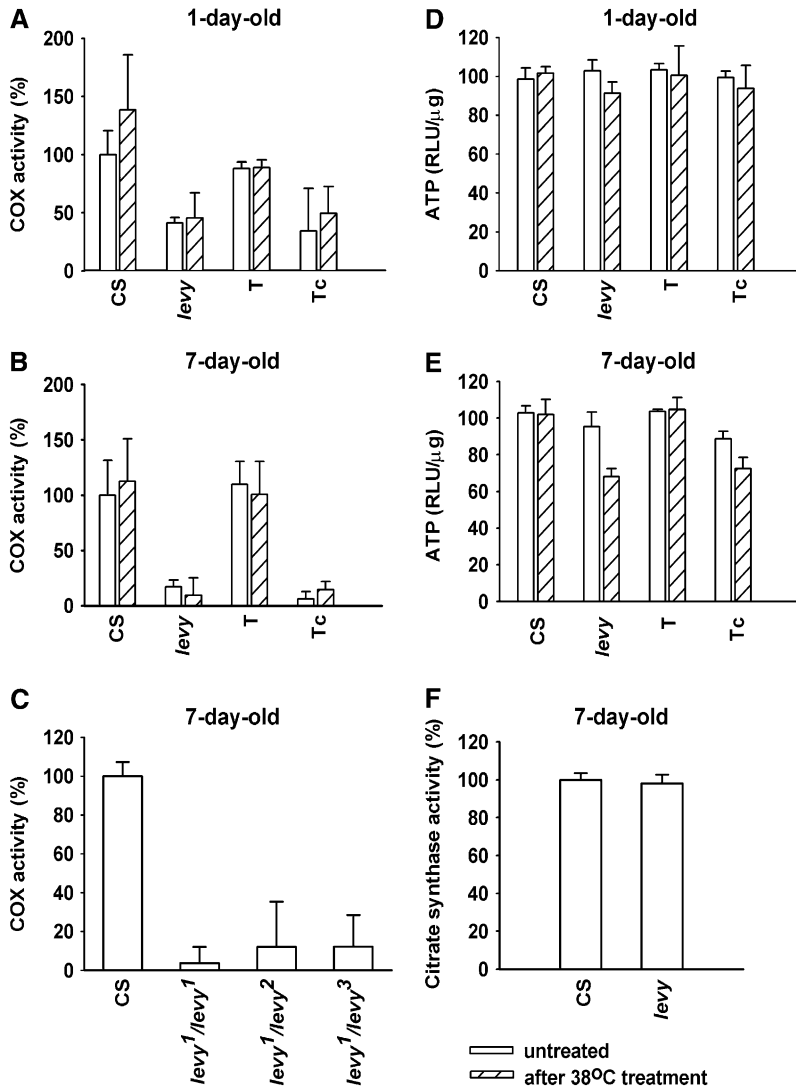 A
1-day-old
COX activity (%)
200
150
100
50
0
CS
levy
T
Tc
B
7-day-old
COX activity (%)
200
150
100
50
0
CS
levy
T
Tc
C
7-day-old
COX activity (%)
120
100
80
60
40
20
0
CS
levy¹/levy¹
levy¹/levy²
levy¹/levy³
D
1-day-old
ATP (RLU/µg)
120
100
80
60
40
20
0
CS
levy
T
Tc
E
7-day-old
ATP (RLU/µg)
120
100
80
60
40
20
0
CS
levy
T
Tc
F
7-day-old
Citrate synthase activity (%)
120
100
80
60
40
20
0
CS
levy
untreated
after 38ºC treatment